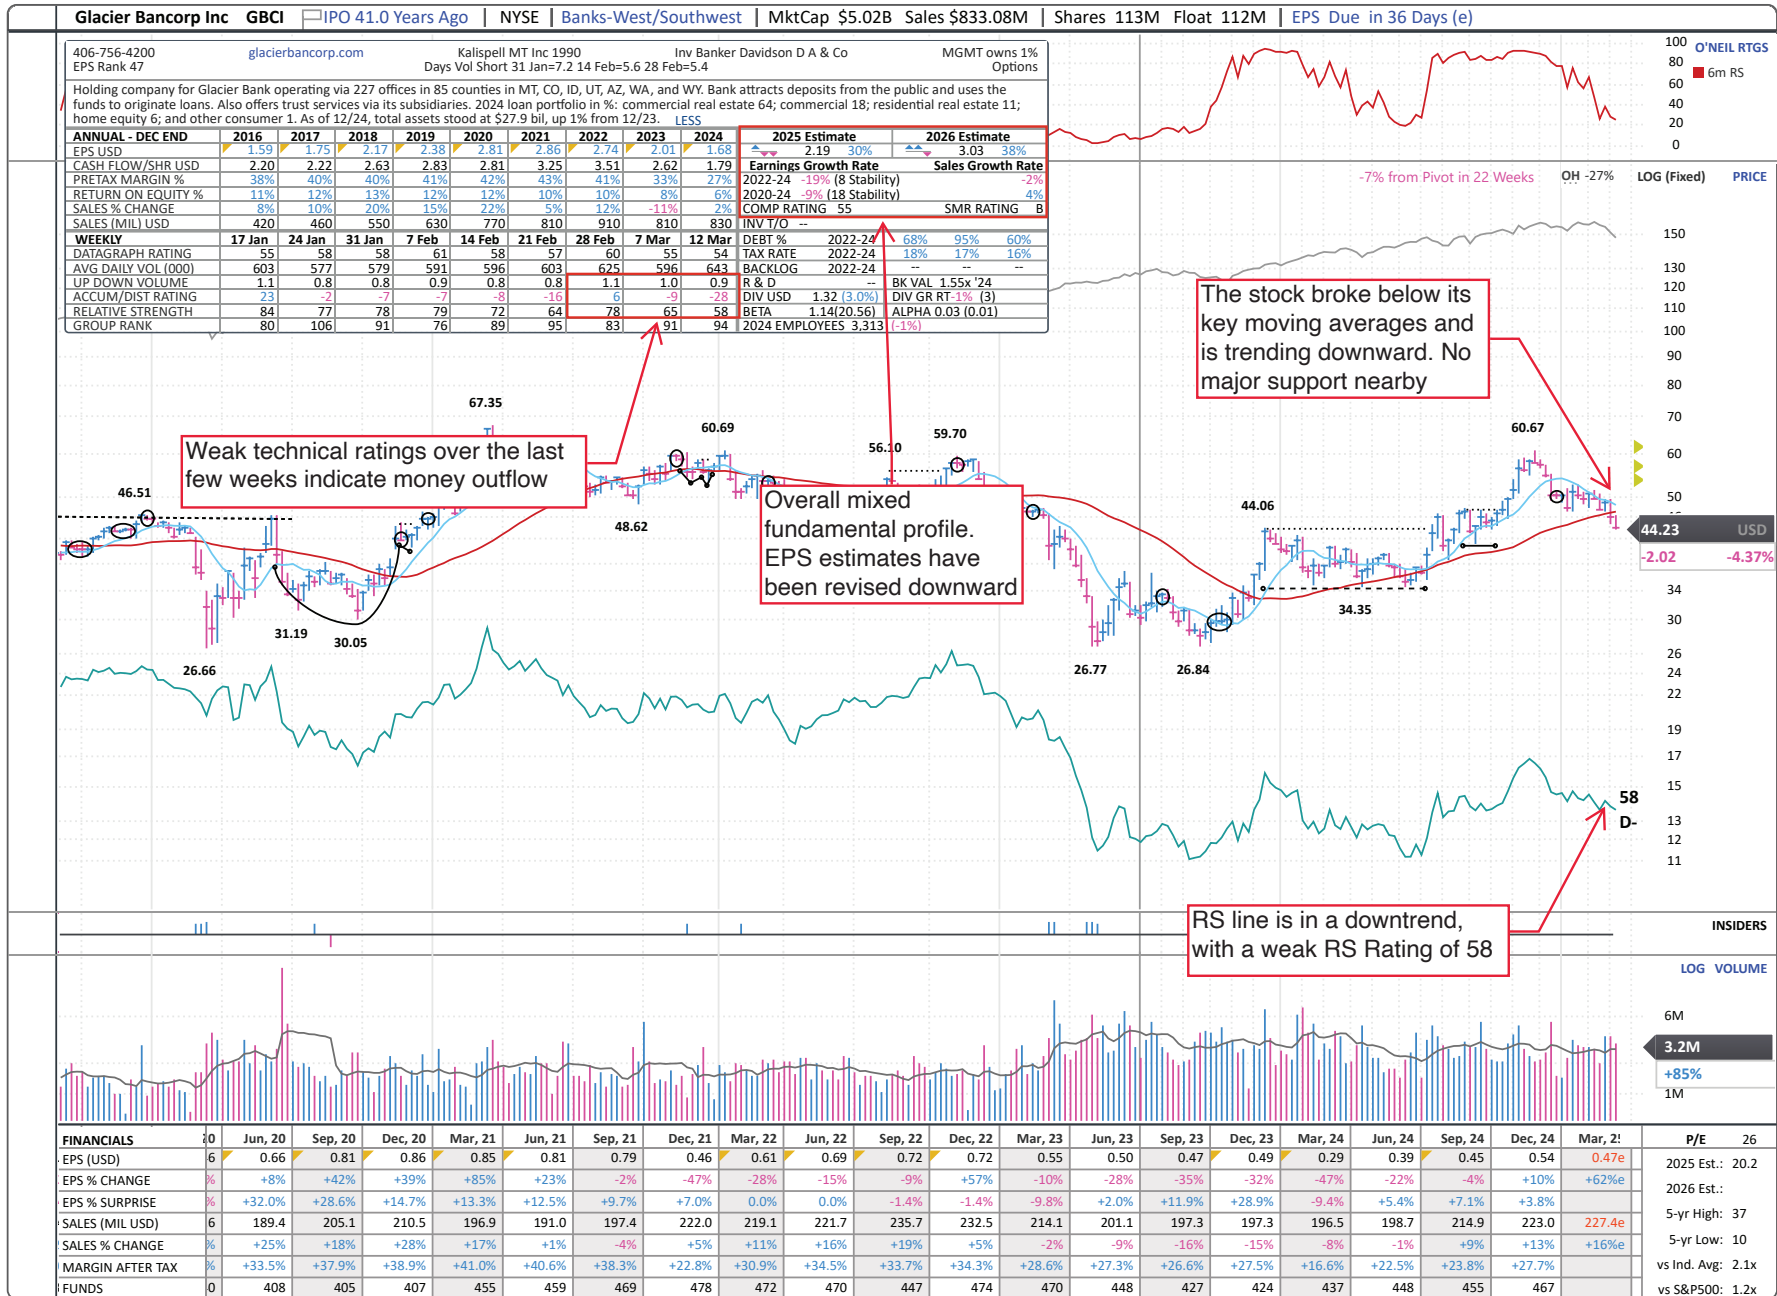 Glacier Bancorp Inc GBCI IPO 41.0 Years Ago NYSE Banks-West/Southwest MktCap $5.02B Sales $833.08M Shares 113M Float 112M EPS Due in 36 Days (e)
406-756-4200 glacierbancorp.com Kalispell MT Inc 1990 Inv Banker Davidson D A & Co MGMT owns 1%
EPS Rank 47 Days Vol Short 31 Jan=7.2 14 Feb=5.6 28 Feb=5.4 Options
Holding company for Glacier Bank operating via 227 offices in 85 counties in MT, CO, ID, UT, AZ, WA, and WY. Bank attracts deposits from the public and uses the
funds to originate loans. Also offers trust services via its subsidiaries. 2024 loan portfolio in %: commercial real estate 64; commercial 18; residential real estate 11;
home equity 6; and other consumer 1. As of 12/24, total assets stood at $27.9 bil, up 1% from 12/23. LESS
ANNUAL - DEC END 2016 2017 2018 2019 2020 2021 2022 2023 2024
EPS USD 1.59 1.75 2.17 2.38 2.81 2.86 2.74 2.01 1.68
CASH FLOW/SHR USD 2.20 2.22 2.63 2.83 2.81 3.25 3.51 2.62 1.79
PRETAX MARGIN % 38% 40% 40% 41% 42% 43% 41% 33% 27%
RETURN ON EQUITY % 11% 12% 13% 12% 12% 10% 10% 8% 6%
SALES % CHANGE 8% 10% 20% 15% 22% 5% 12% -11% 2%
SALES (MIL) USD 420 460 550 630 770 810 910 810 830
2025 Estimate 2026 Estimate
2.19 30% 3.03 38%
Earnings Growth Rate Sales Growth Rate
2022-24 -19% (8 Stability) -2%
2020-24 -9% (18 Stability) 4%
COMP RATING 55 SMR RATING B
INV T/O --
WEEKLY 17 Jan 24 Jan 31 Jan 7 Feb 14 Feb 21 Feb 28 Feb 7 Mar 12 Mar
DATAGRAPH RATING 55 58 58 61 58 57 60 55 54
AVG DAILY VOL (000) 603 577 579 591 596 603 625 596 643
UP DOWN VOLUME 1.1 0.8 0.9 0.9 0.8 0.8 1.1 1.0 0.9
ACCUM/DIST RATING 23 -2 -7 -7 -8 -16 6 -9 -28
RELATIVE STRENGTH 84 77 78 79 72 64 78 65 58
GROUP RANK 80 106 91 76 89 95 83 91 94
DEBT % 2022-24 68% 95% 60%
TAX RATE 2022-24 18% 17% 16%
BACKLOG 2022-24 -- -- --
R & D -- BK VAL 1.55x '24
DIV USD 1.32 (3.0%) DIV GR RT -1% (3)
BETA 1.14(20.56) ALPHA 0.03 (0.01)
2024 EMPLOYEES 3,313 (-1%)
100 O'NEIL RTGS
80 6m RS
60
40
20
0
-7% from Pivot in 22 Weeks OH -27% LOG (Fixed) PRICE
150
130
120
110
100
90
80
70
60
50
34
30
26
24
22
19
17
15
13
12
11
44.23 USD
-2.02 -4.37%
The stock broke below its
key moving averages and
is trending downward. No
major support nearby
Weak technical ratings over the last
few weeks indicate money outflow
Overall mixed
fundamental profile.
EPS estimates have
been revised downward
67.35
60.69
56.10
59.70
60.67
46.51
48.62
44.06
31.19
30.05
34.35
26.66
26.77
26.84
58
D-
RS line is in a downtrend,
with a weak RS Rating of 58
INSIDERS
LOG VOLUME
6M
3.2M
+85%
1M
FINANCIALS 20 Jun, 20 Sep, 20 Dec, 20 Mar, 21 Jun, 21 Sep, 21 Dec, 21 Mar, 22 Jun, 22 Sep, 22 Dec, 22 Mar, 23 Jun, 23 Sep, 23 Dec, 23 Mar, 24 Jun, 24 Sep, 24 Dec, 24 Mar, 25
EPS (USD) 6 0.66 0.81 0.86 0.85 0.81 0.79 0.46 0.61 0.69 0.72 0.72 0.55 0.50 0.47 0.49 0.29 0.39 0.45 0.54 0.47e
EPS % CHANGE % +8% +42% +39% +85% +23% -2% -47% -28% -15% -9% +57% -10% -28% -35% -32% -47% -22% -4% +10% +62%e
EPS % SURPRISE % +32.0% +28.6% +14.7% +13.3% +12.5% +9.7% +7.0% 0.0% 0.0% -1.4% -1.4% -9.8% +2.0% +11.9% +28.9% -9.4% +5.4% +7.1% +3.8%
SALES (MIL USD) 6 189.4 205.1 210.5 196.9 191.0 197.4 222.0 219.1 221.7 235.7 232.5 214.1 201.1 197.3 197.3 196.5 198.7 214.9 223.0 227.4e
SALES % CHANGE % +25% +18% +28% +17% +1% -4% +5% +11% +16% +19% +5% -2% -9% -16% -15% -8% -1% +9% +13% +16%e
MARGIN AFTER TAX % +33.5% +37.9% +38.9% +41.0% +40.6% +38.3% +22.8% +30.9% +34.5% +33.7% +34.3% +28.6% +27.3% +26.6% +27.5% +16.6% +22.5% +23.8% +27.7%
FUNDS 0 408 405 407 455 459 469 478 472 470 447 474 470 448 427 424 437 448 455 467
P/E 26
2025 Est.: 20.2
2026 Est.:
5-yr High: 37
5-yr Low: 10
vs Ind. Avg: 2.1x
vs S&P500: 1.2x